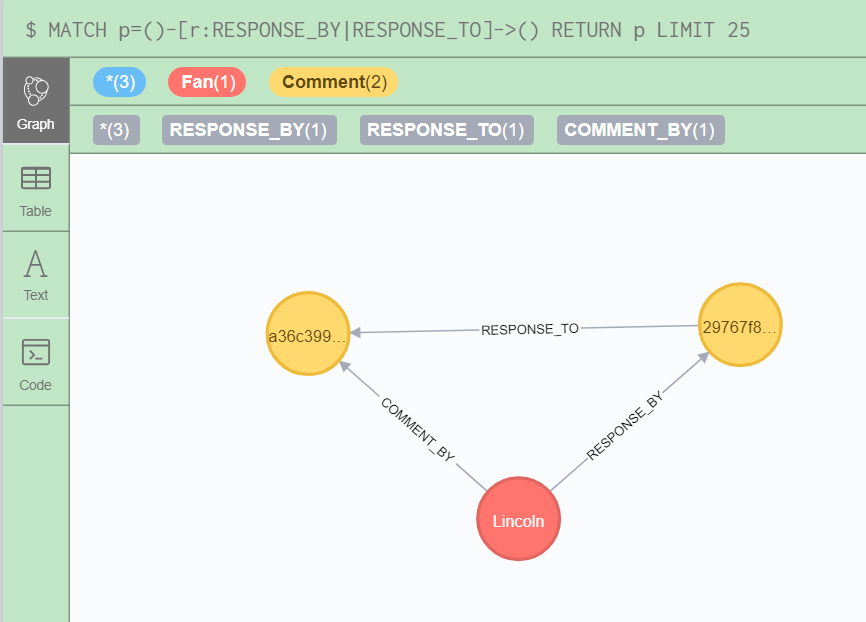 $ MATCH p=()-[r:RESPONSE_BY|RESPONSE_TO]->() RETURN p LIMIT 25
*(3) Fan(1) Comment(2)
*(3) RESPONSE_BY(1) RESPONSE_TO(1) COMMENT_BY(1)
Graph
Table
Text
Code
a36c399...
RESPONSE_TO
29767f8...
COMMENT_BY
RESPONSE_BY
Lincoln